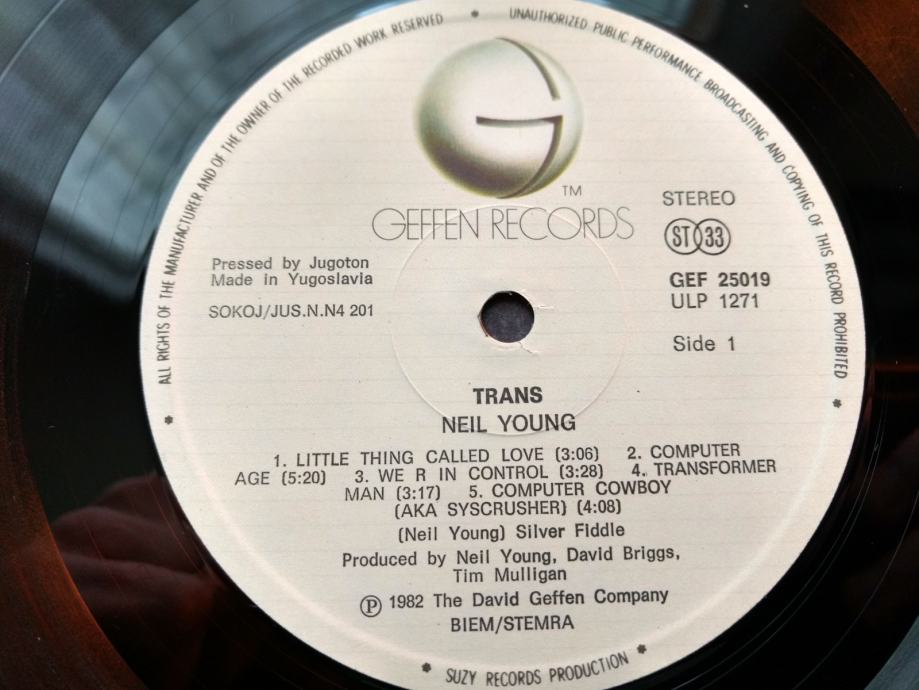 ALL RIGHTS OF THE MANUFACTURER AND OF THE OWNER OF THE RECORDED WORK RESERVED * UNAUTHORIZED PUBLIC PERFORMANCE BROADCASTING AND COPYING OF THIS RECORD PROHIBITED *
G
TM
GEFFEN RECORDS
STEREO
ST 33
Pressed by Jugoton
Made in Yugoslavia
SOKOJ/JUS.N.N4 201
GEF 25019
ULP 1271
Side 1
TRANS
NEIL YOUNG
1. LITTLE THING CALLED LOVE (3:06) 2. COMPUTER
AGE (5:20) 3. WE R IN CONTROL (3:28) 4. TRANSFORMER
MAN (3:17) 5. COMPUTER COWBOY
(AKA SYSCRUSHER) (4:08)
(Neil Young) Silver Fiddle
Produced by Neil Young, David Briggs,
Tim Mulligan
Ⓟ 1982 The David Geffen Company
BIEM/STEMRA
* SUZY RECORDS PRODUCTION *